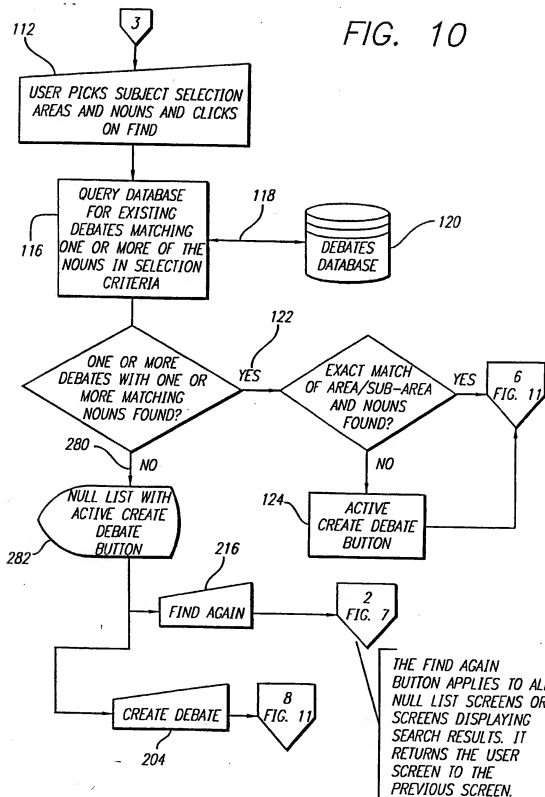 FIG. 10
3
112
USER PICKS SUBJECT SELECTION
AREAS AND NOUNS AND CLICKS
ON FIND
QUERY DATABASE
FOR EXISTING
DEBATES MATCHING
ONE OR MORE OF THE
NOUNS IN SELECTION
CRITERIA
116
118
DEBATES
DATABASE
120
122
ONE OR MORE
DEBATES WITH ONE OR
MORE MATCHING
NOUNS FOUND?
YES
EXACT MATCH
OF AREA/SUB-AREA
AND NOUNS
FOUND?
YES
6
FIG. 11
280
NO
NO
NULL LIST WITH
ACTIVE CREATE
DEBATE
BUTTON
282
124
ACTIVE
CREATE DEBATE
BUTTON
216
FIND AGAIN
2
FIG. 7
CREATE DEBATE
204
8
FIG. 11
THE FIND AGAIN
BUTTON APPLIES TO
NULL LIST SCREENS
SCREENS DISPLAYING
SEARCH RESULTS. IT
RETURNS THE USER
SCREEN TO THE
PREVIOUS SCREEN.